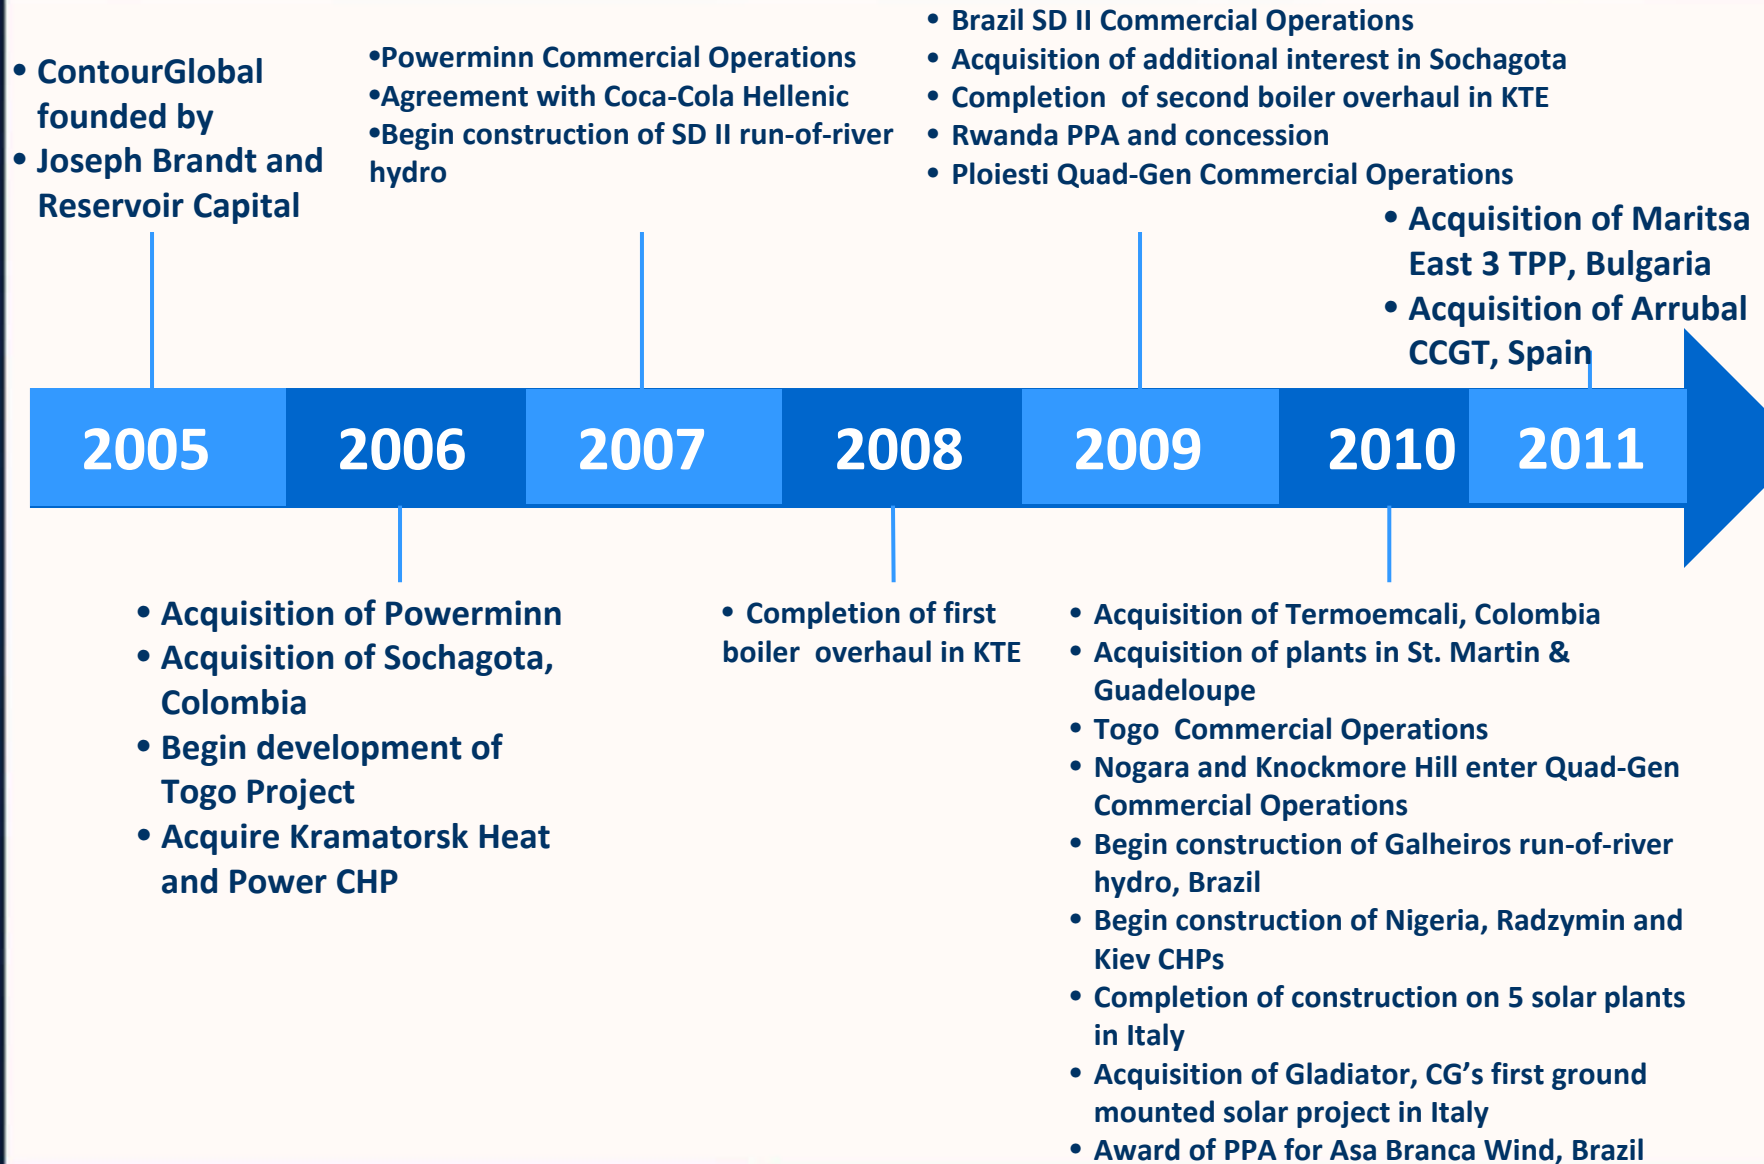 • ContourGlobal
founded by
• Joseph Brandt and
Reservoir Capital
•Powerminn Commercial Operations
•Agreement with Coca-Cola Hellenic
•Begin construction of SD II run-of-river
hydro
• Brazil SD II Commercial Operations
• Acquisition of additional interest in Sochagota
• Completion of second boiler overhaul in KTE
• Rwanda PPA and concession
• Ploiesti Quad-Gen Commercial Operations
• Acquisition of Maritsa
East 3 TPP, Bulgaria
• Acquisition of Arrubal
CCGT, Spain
2005 2006 2007 2008 2009 2010 2011
• Acquisition of Powerminn
• Acquisition of Sochagota,
Colombia
• Begin development of
Togo Project
• Acquire Kramatorsk Heat
and Power CHP
• Completion of first
boiler overhaul in KTE
• Acquisition of Termoemcali, Colombia
• Acquisition of plants in St. Martin &
Guadeloupe
• Togo Commercial Operations
• Nogara and Knockmore Hill enter Quad-Gen
Commercial Operations
• Begin construction of Galheiros run-of-river
hydro, Brazil
• Begin construction of Nigeria, Radzymin and
Kiev CHPs
• Completion of construction on 5 solar plants
in Italy
• Acquisition of Gladiator, CG’s first ground
mounted solar project in Italy
• Award of PPA for Asa Branca Wind, Brazil